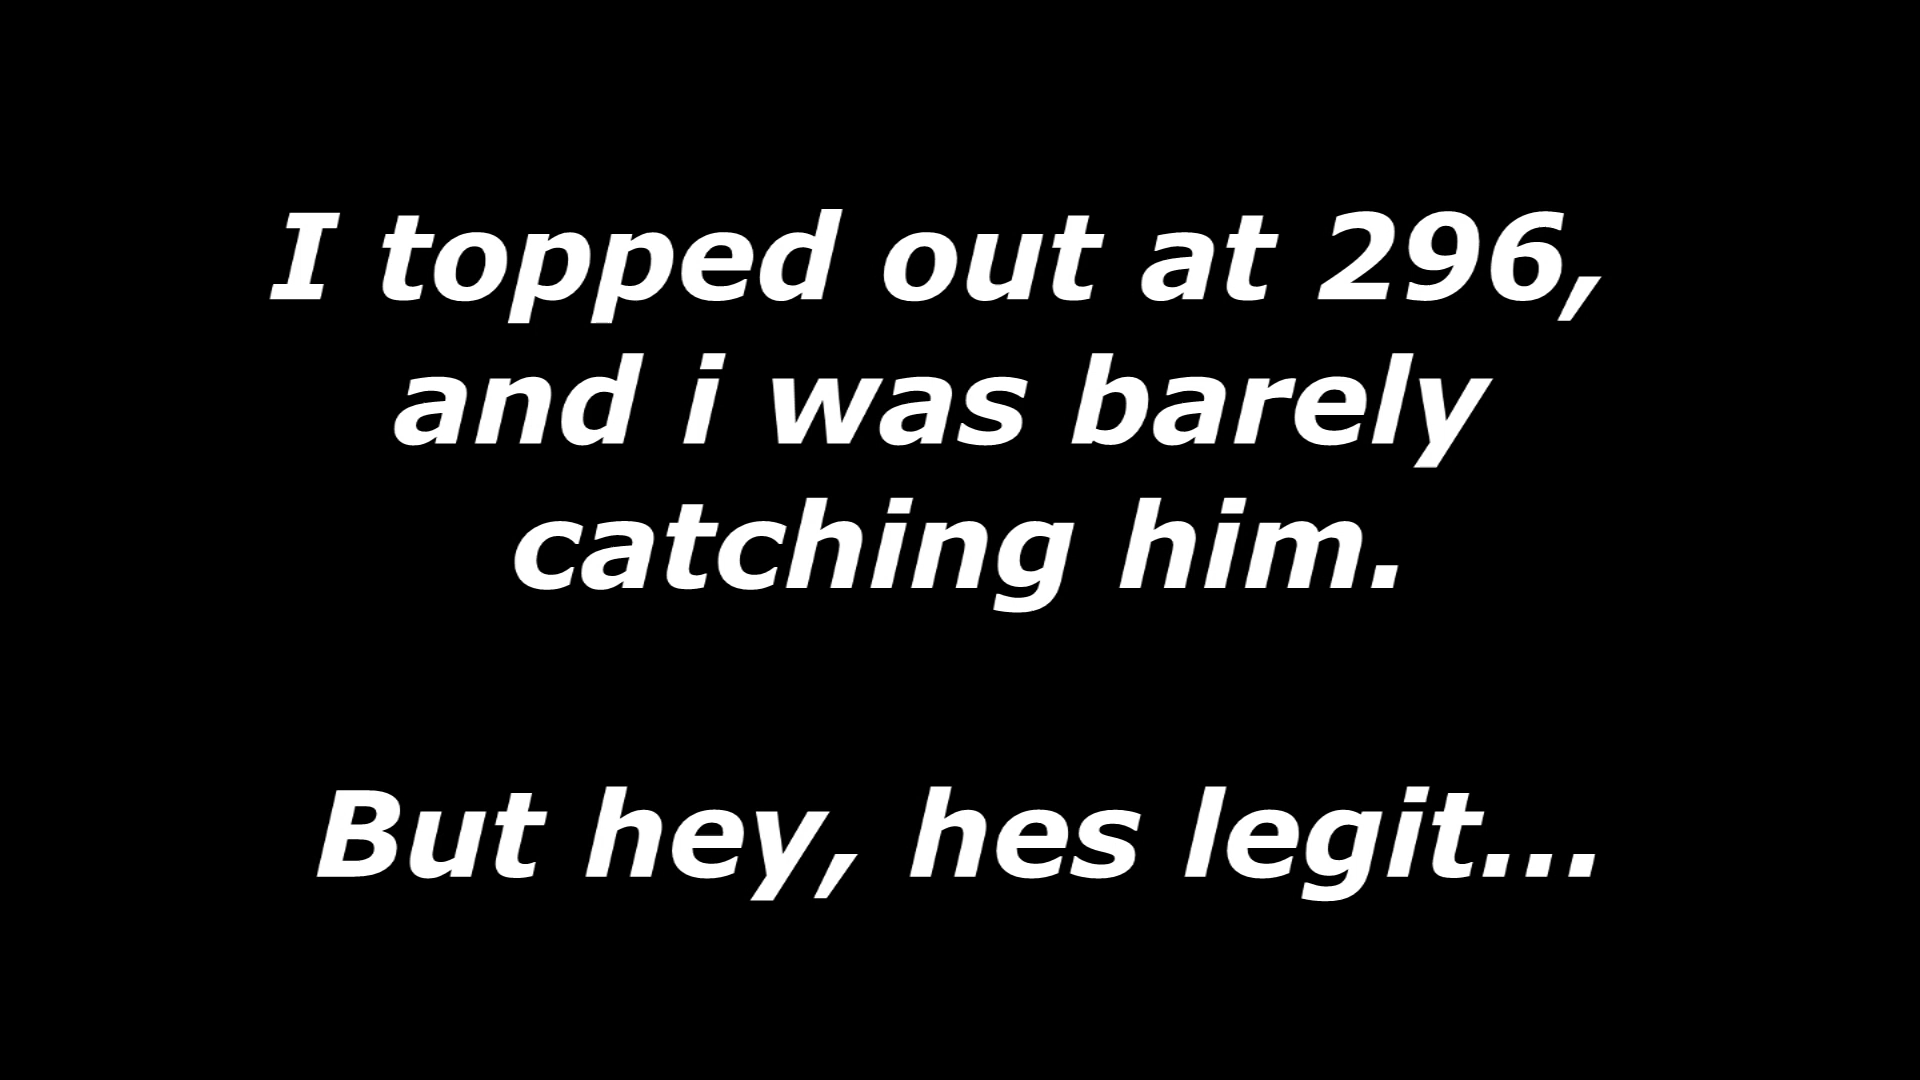 I topped out at 296,
and i was barely
catching him.
But hey, hes legit...